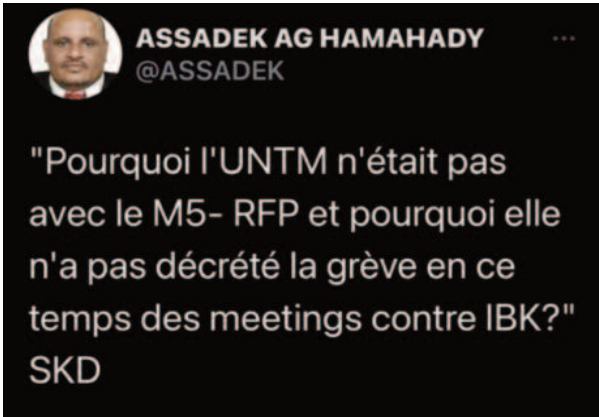 ASSADEK AG HAMAHADY
@ASSADEK
"Pourquoi l'UNTM n'était pas
avec le M5- RFP et pourquoi elle
n'a pas décrété la grève en ce
temps des meetings contre IBK?"
SKD